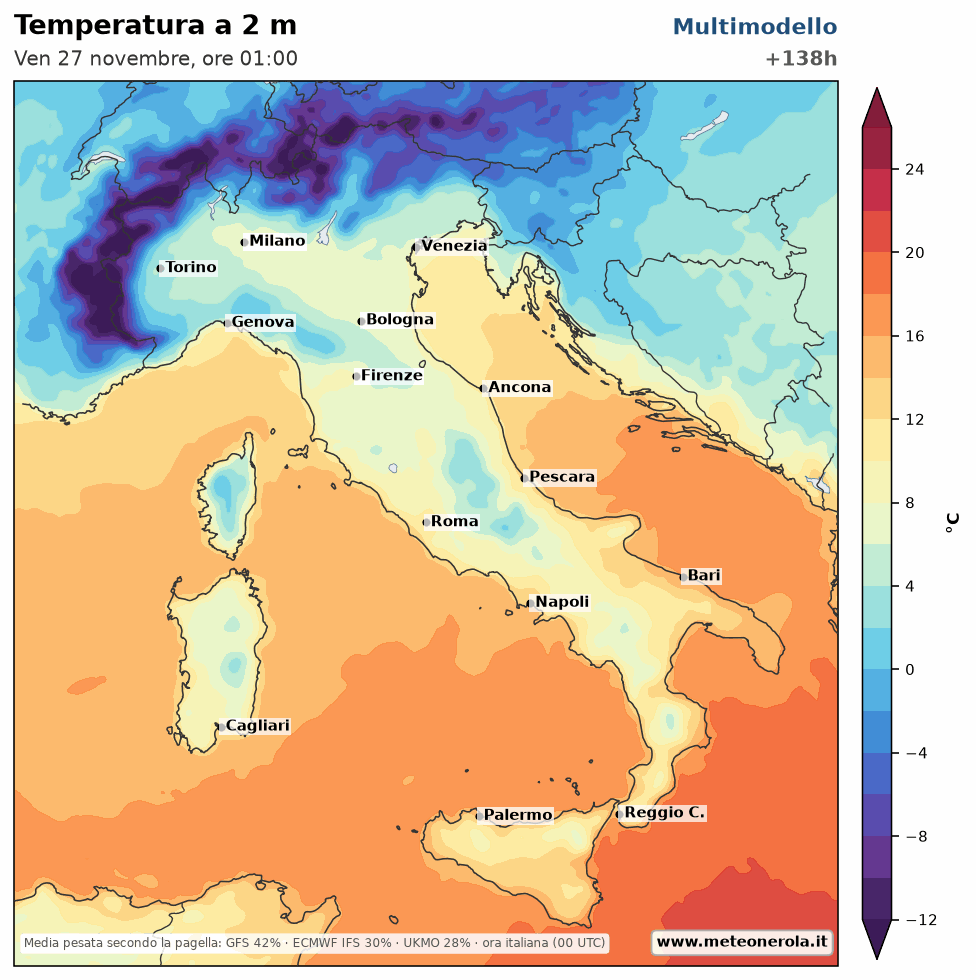 Temperatura a 2 m
Multimodello
Ven 27 novembre, ore 01:00
+138h
Milano
Venezia
Torino
Genova
Bologna
Firenze
Ancona
Pescara
Roma
Bari
Napoli
Cagliari
Palermo
Reggio C.
24
20
16
12
8
4
0
−4
−8
−12
°C
Media pesata secondo la pagella: GFS 42% · ECMWF IFS 30% · UKMO 28% · ora italiana (00 UTC)
www.meteonerola.it